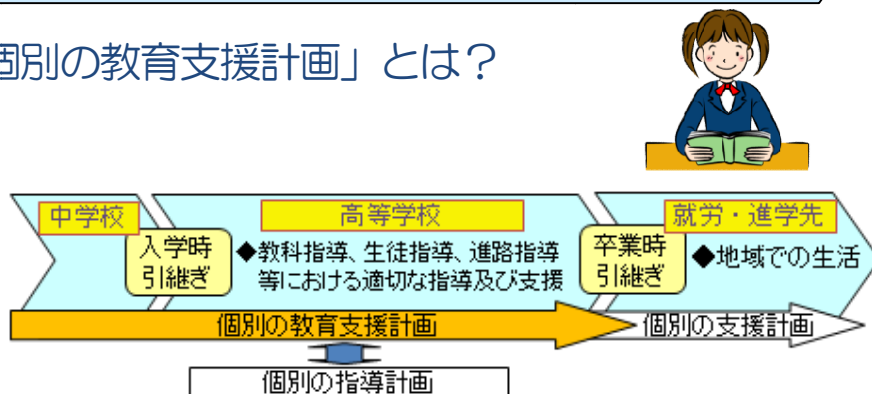 個別の教育支援計画」とは？
中学校
高等学校
就労・進学先
入学時
引継ぎ
◆教科指導、生徒指導、進路指導
等における適切な指導及び支援
卒業時
引継ぎ
◆地域での生活
個別の教育支援計画
個別の支援計画
個別の指導計画